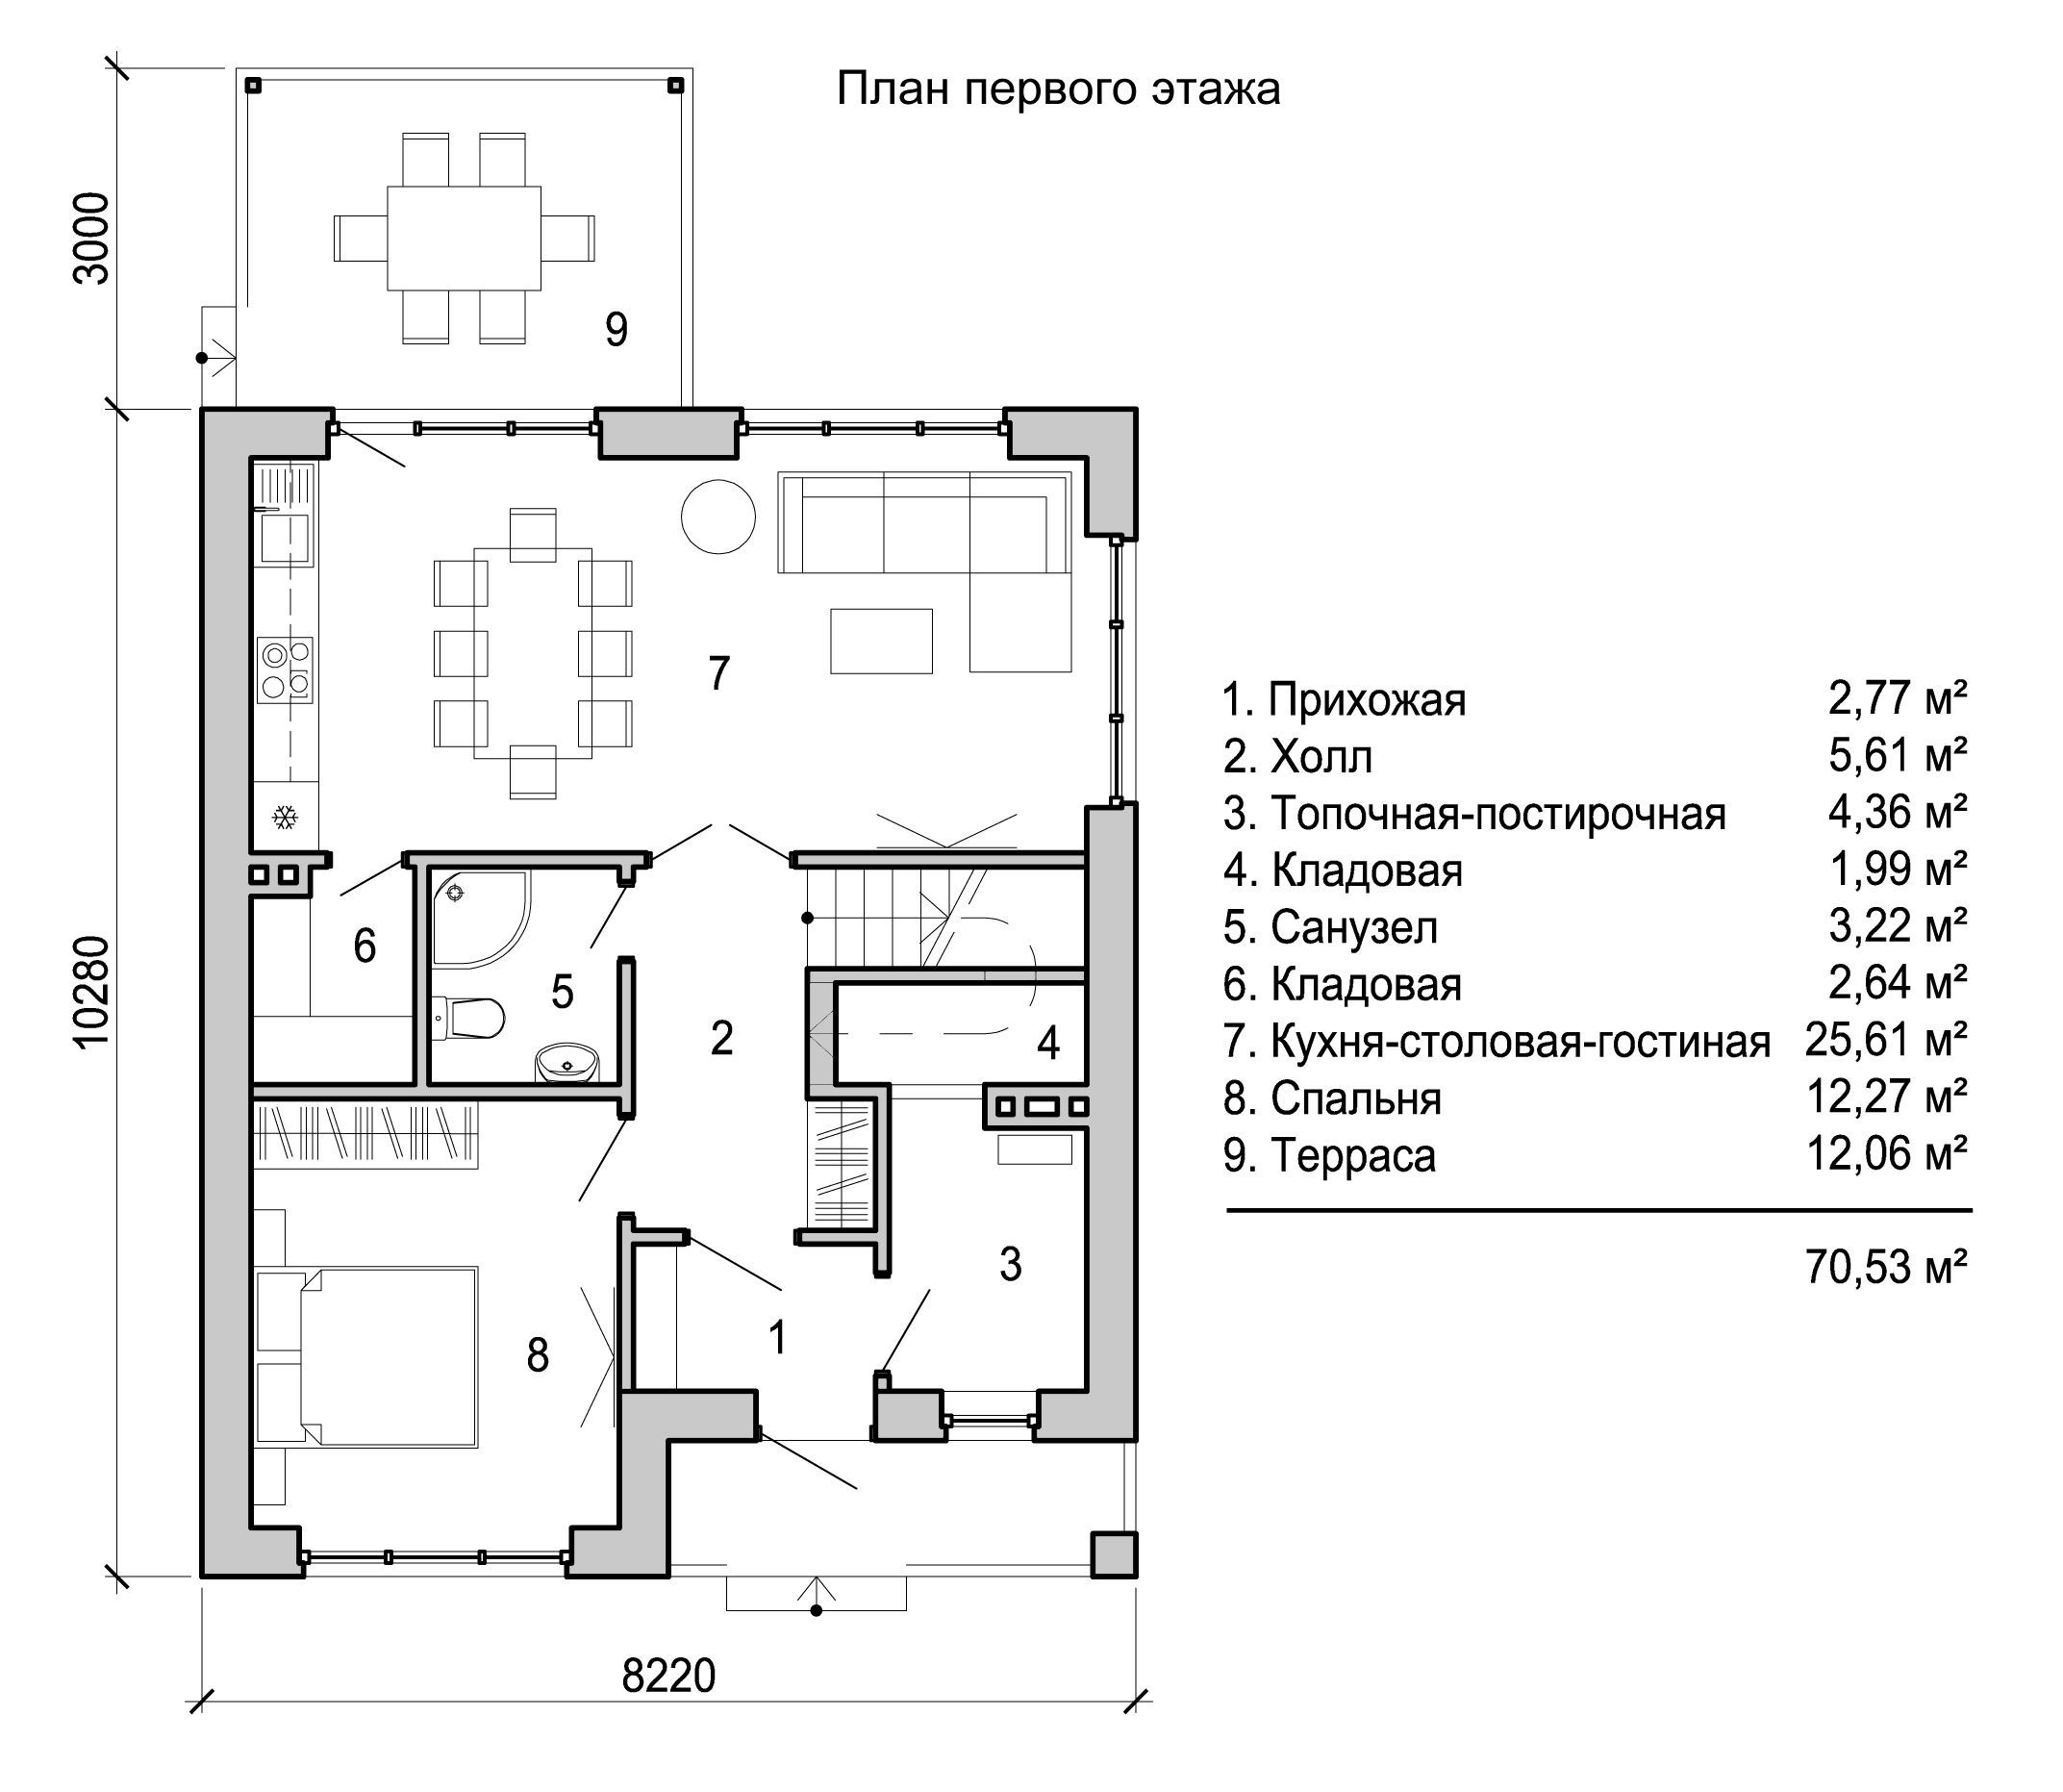 План первого этажа
3000
9
7
1. Прихожая 2,77 м²
2. Холл 5,61 м²
3. Топочная-постирочная 4,36 м²
4. Кладовая 1,99 м²
5. Санузел 3,22 м²
6. Кладовая 2,64 м²
7. Кухня-столовая-гостиная 25,61 м²
8. Спальня 12,27 м²
9. Терраса 12,06 м²
70,53 м²
10280
6
5
2
4
3
1
8
8220